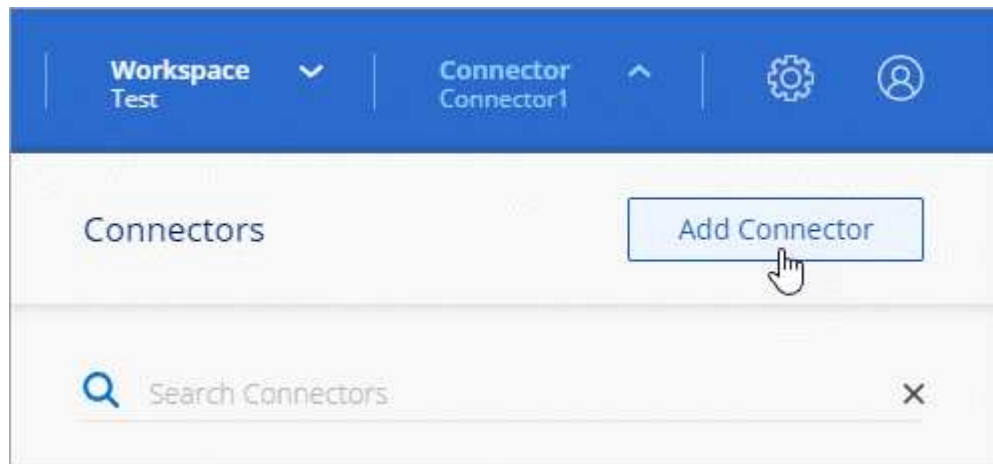 Workspace
Test
Connector
Connector1
Connectors
Add Connector
Search Connectors